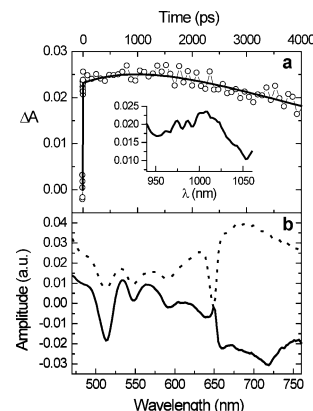 Time (ps)
0 1000 2000 3000 4000
0.03
a
0.02
ΔA
0.01
0.00
0.025
0.020
0.015
0.010
950 1000 1050
λ (nm)
b
0.04
0.03
0.02
0.01
0.00
-0.01
-0.02
-0.03
Amplitude (a.u.)
500 550 600 650 700 750
Wavelength (nm)